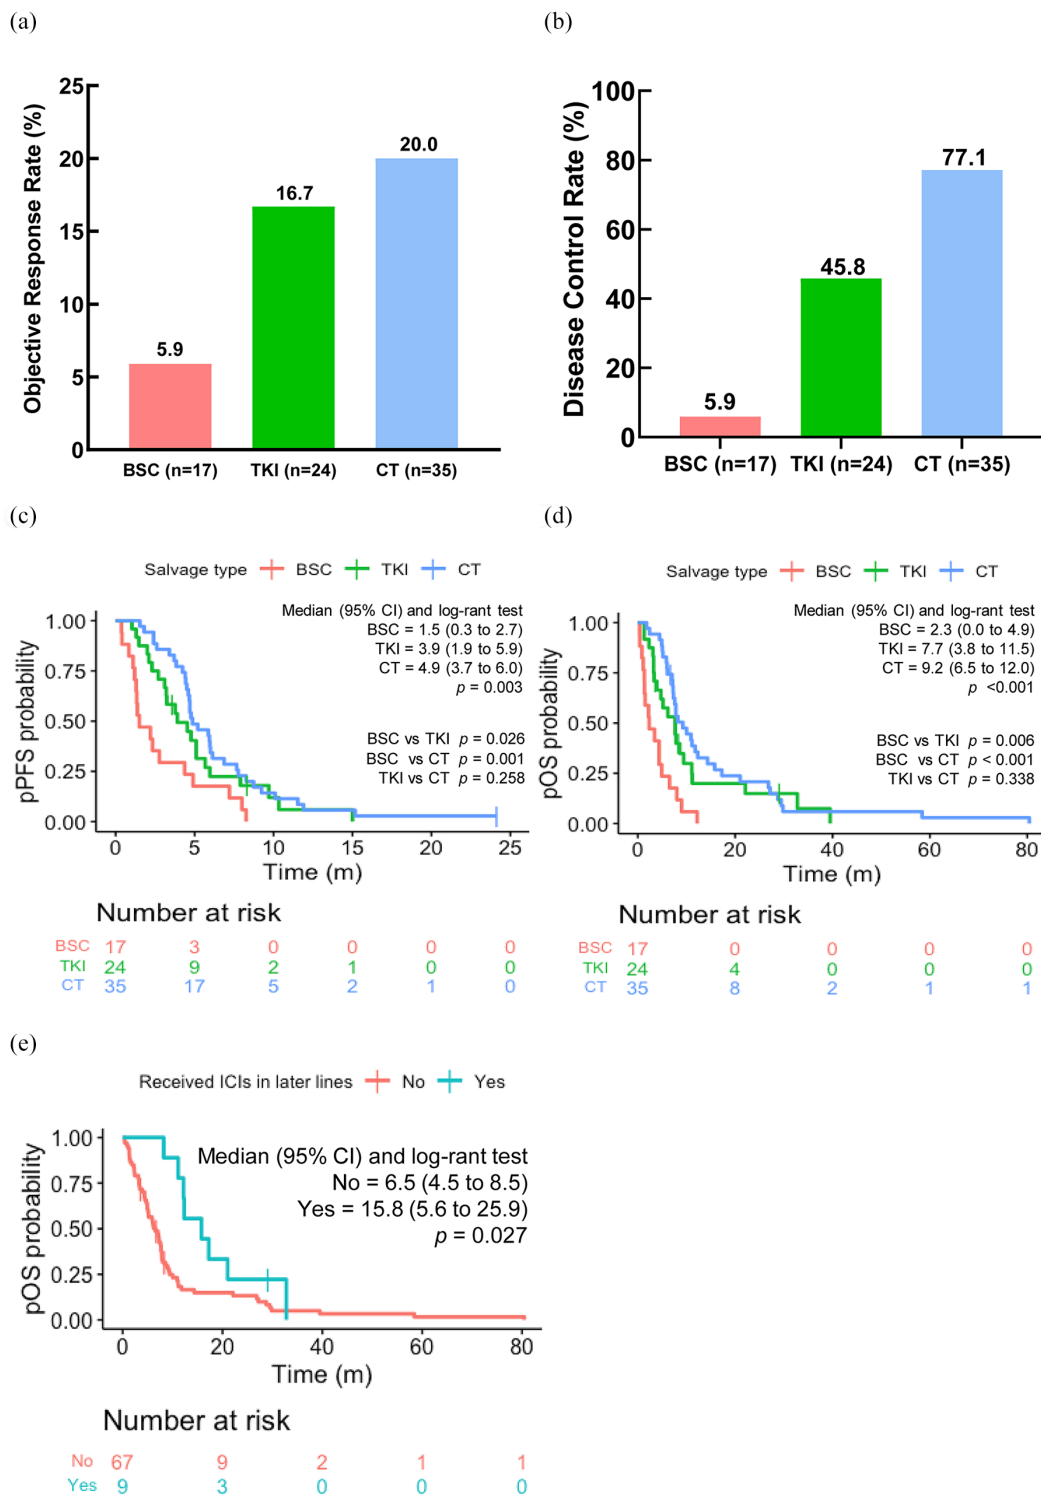 (a)
Objective Response Rate (%)
25
20
15
10
5
0
5.9
16.7
20.0
BSC (n=17) TKI (n=24) CT (n=35)
(b)
Disease Control Rate (%)
100
80
60
40
20
0
5.9
45.8
77.1
BSC (n=17) TKI (n=24) CT (n=35)
(c)
Salvage type BSC TKI CT
pPFS probability
1.00
0.75
0.50
0.25
0.00
Median (95% CI) and log-rant test
BSC = 1.5 (0.3 to 2.7)
TKI = 3.9 (1.9 to 5.9)
CT = 4.9 (3.7 to 6.0)
p = 0.003
BSC vs TKI p = 0.026
BSC vs CT p = 0.001
TKI vs CT p = 0.258
0 5 10 15 20 25
Time (m)
Number at risk
BSC 17 3 0 0 0 0
TKI 24 9 2 1 0 0
CT 35 17 5 2 1 0
(d)
Salvage type BSC TKI CT
pOS probability
1.00
0.75
0.50
0.25
0.00
Median (95% CI) and log-rant test
BSC = 2.3 (0.0 to 4.9)
TKI = 7.7 (3.8 to 11.5)
CT = 9.2 (6.5 to 12.0)
p <0.001
BSC vs TKI p = 0.006
BSC vs CT p < 0.001
TKI vs CT p = 0.338
0 20 40 60 80
Time (m)
Number at risk
BSC 17 0 0 0 0
TKI 24 4 0 0 0
CT 35 8 2 1 1
(e)
Received ICIs in later lines No Yes
pOS probability
1.00
0.75
0.50
0.25
0.00
Median (95% CI) and log-rant test
No = 6.5 (4.5 to 8.5)
Yes = 15.8 (5.6 to 25.9)
p = 0.027
0 20 40 60 80
Time (m)
Number at risk
No 67 9 2 1 1
Yes 9 3 0 0 0